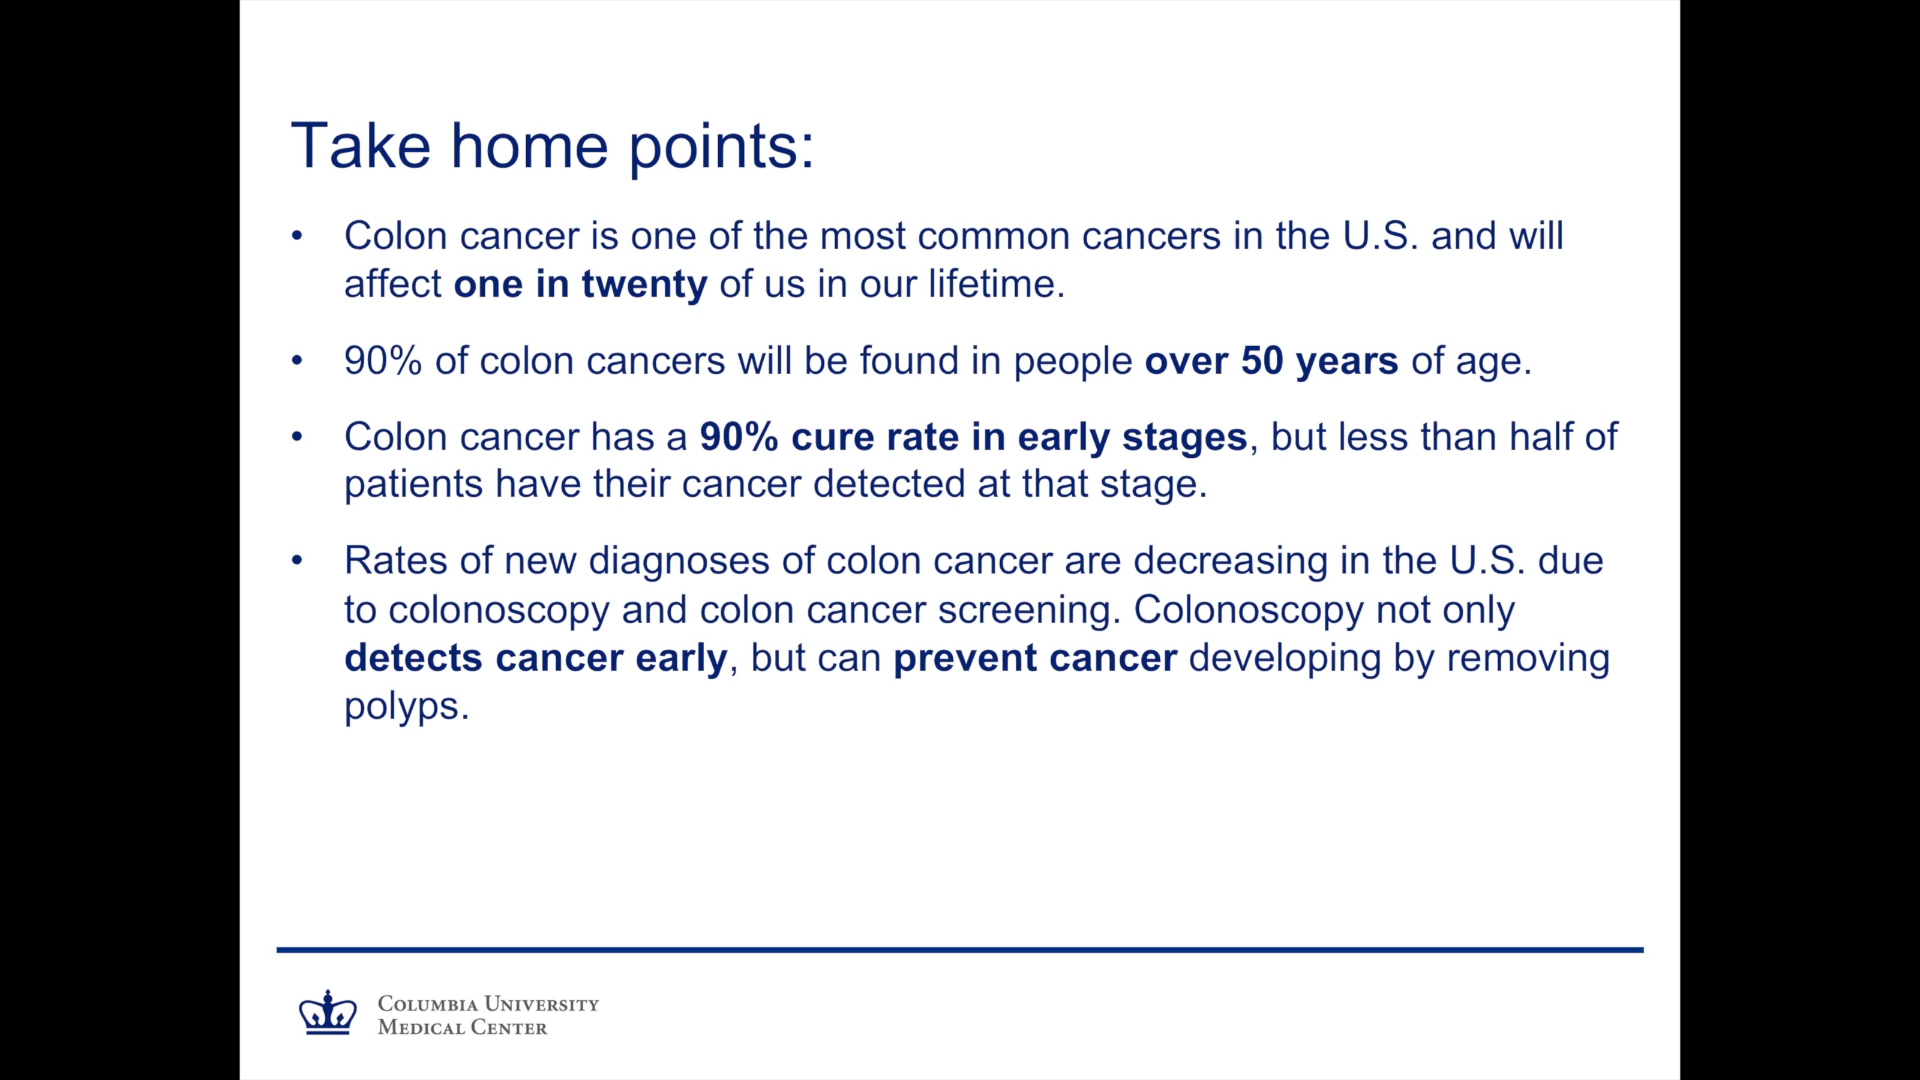 Take home points:
• Colon cancer is one of the most common cancers in the U.S. and will
affect one in twenty of us in our lifetime.
• 90% of colon cancers will be found in people over 50 years of age.
• Colon cancer has a 90% cure rate in early stages, but less than half of
patients have their cancer detected at that stage.
• Rates of new diagnoses of colon cancer are decreasing in the U.S. due
to colonoscopy and colon cancer screening. Colonoscopy not only
detects cancer early, but can prevent cancer developing by removing
polyps.
COLUMBIA UNIVERSITY
MEDICAL CENTER